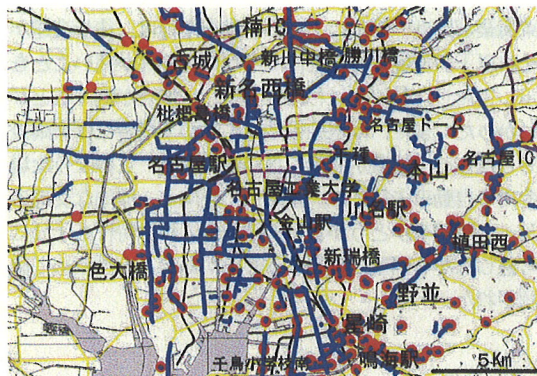 楠IC
古城
新川中橋
勝川橋
新名西橋
枇杷島橋
名古屋ドーム
名古屋駅
千種
本山
名古屋IC
名古屋工業大学
川名駅
金山駅
植田西
一色大橋
新瑞橋
野並
星崎
千鳥小学校南
鳴海駅
5Km